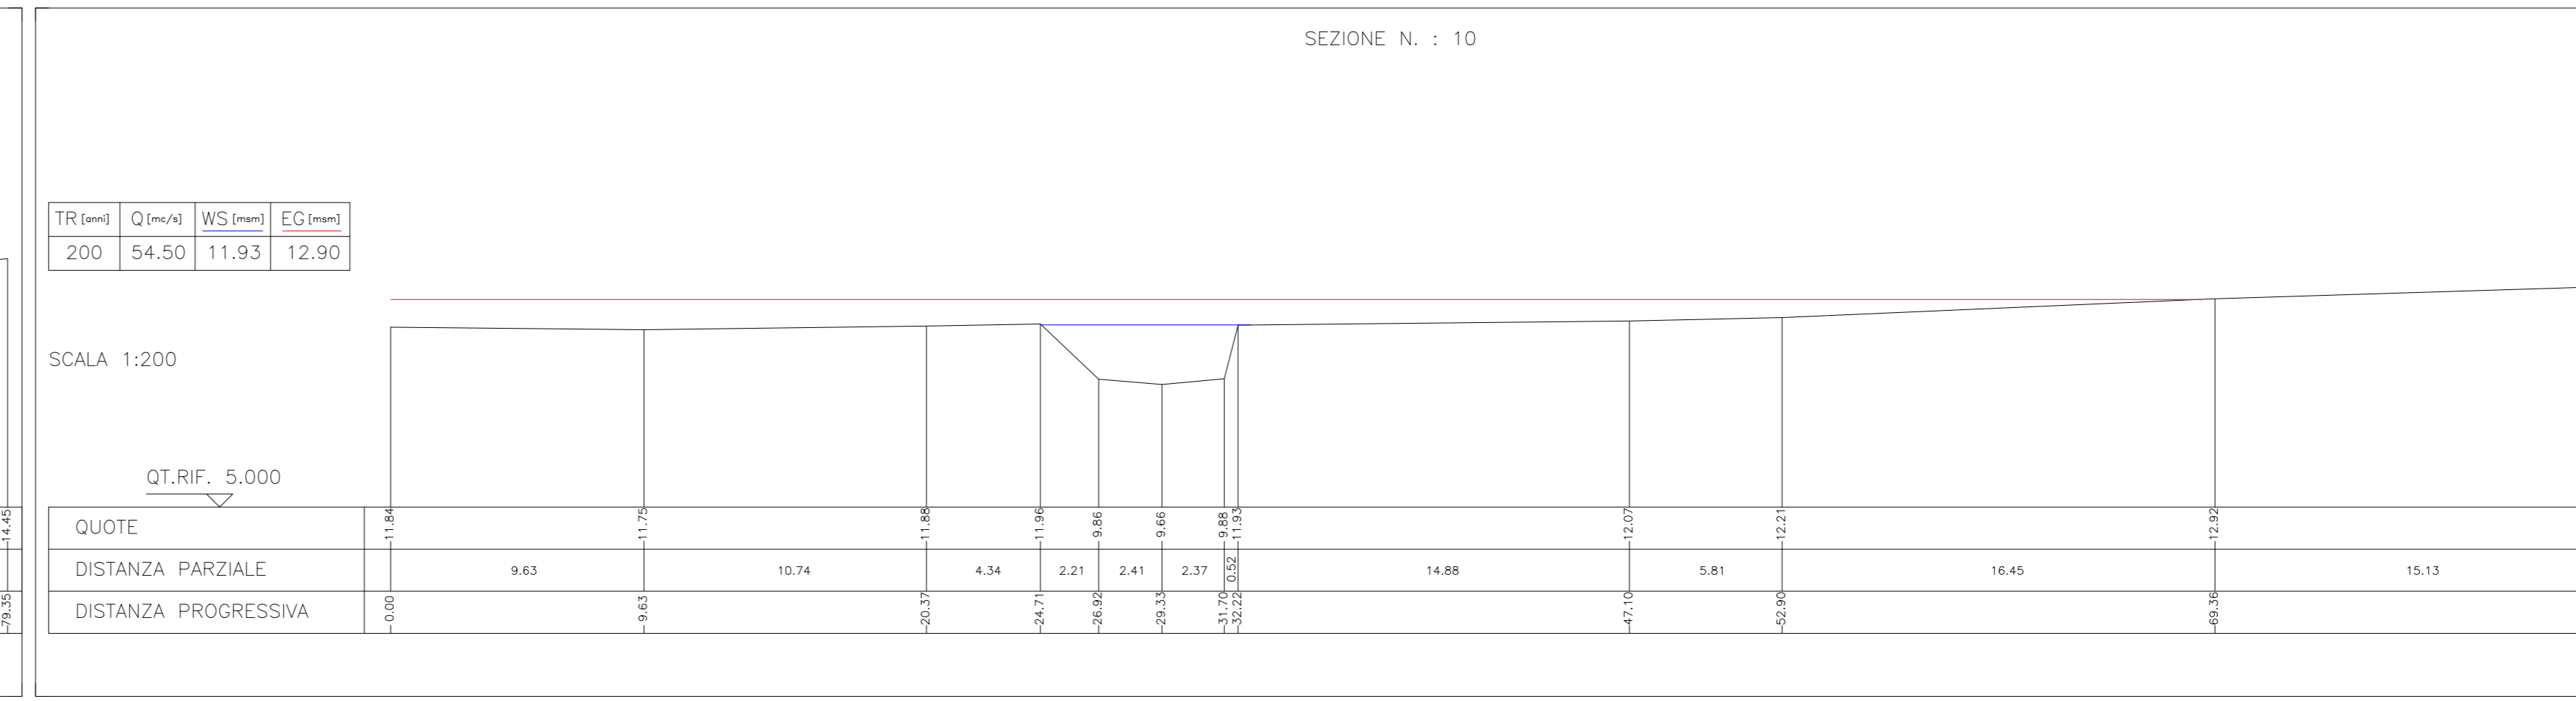 SEZIONE N. : 10
TR [anni] Q [mc/s] WS [msm] EG [msm]
200 54.50 11.93 12.90
SCALA 1:200
QT.RIF. 5.000
14.45
79.35
QUOTE 11.84 11.75 11.88 11.96 9.86 9.66 9.88 11.93 12.07 12.21 12.92
DISTANZA PARZIALE 9.63 10.74 4.34 2.21 2.41 2.37 0.52 14.88 5.81 16.45 15.13
DISTANZA PROGRESSIVA 0.00 9.63 20.37 24.71 26.92 29.33 31.70 32.22 47.10 52.90 69.36